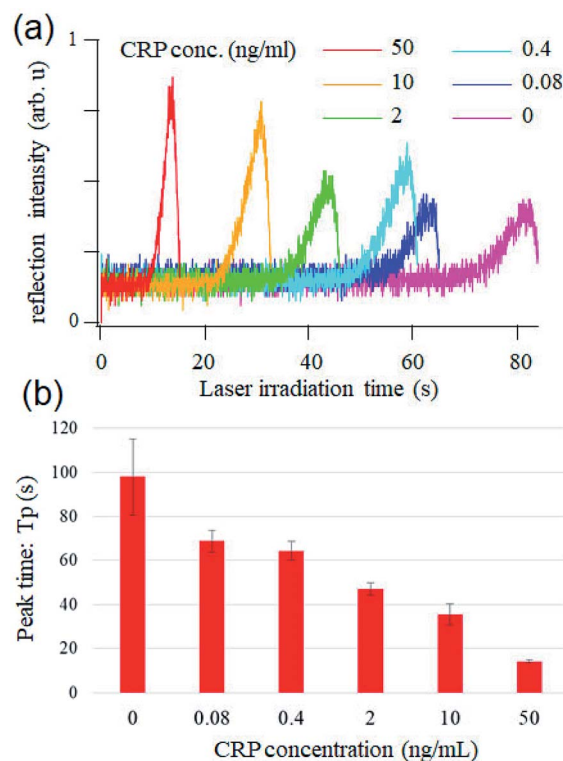 (a)
1
CRP conc. (ng/ml)
50
0.4
10
0.08
2
0
reflection intensity (arb. u)
0
0 20 40 60 80
Laser irradiation time (s)
(b)
120
100
80
60
40
20
0
Peak time: Tp (s)
0 0.08 0.4 2 10 50
CRP concentration (ng/mL)